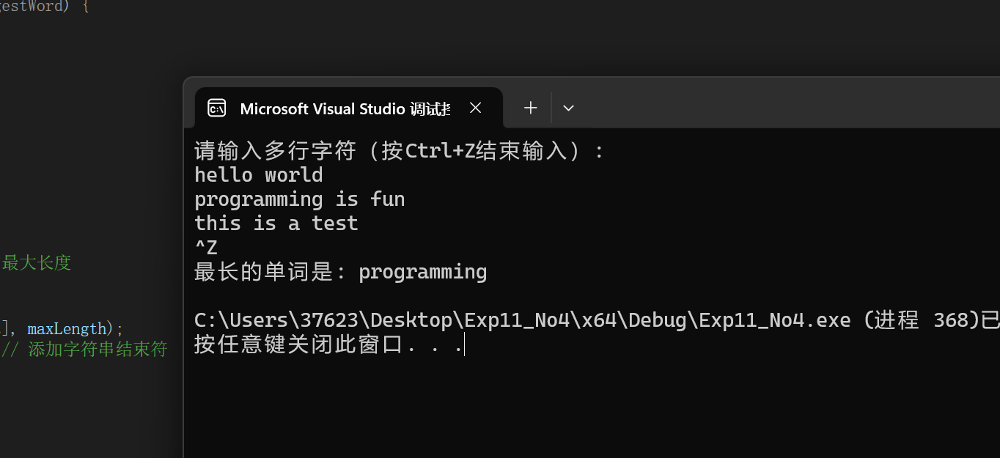 estWord) {
Microsoft Visual Studio 调试
请输入多行字符（按Ctrl+Z结束输入）:
hello world
programming is fun
this is a test
^Z
最长的单词是: programming
C:\Users\37623\Desktop\Exp11_No4\x64\Debug\Exp11_No4.exe (进程 368)已
按任意键关闭此窗口. . .
最大长度
], maxLength);
// 添加字符串结束符